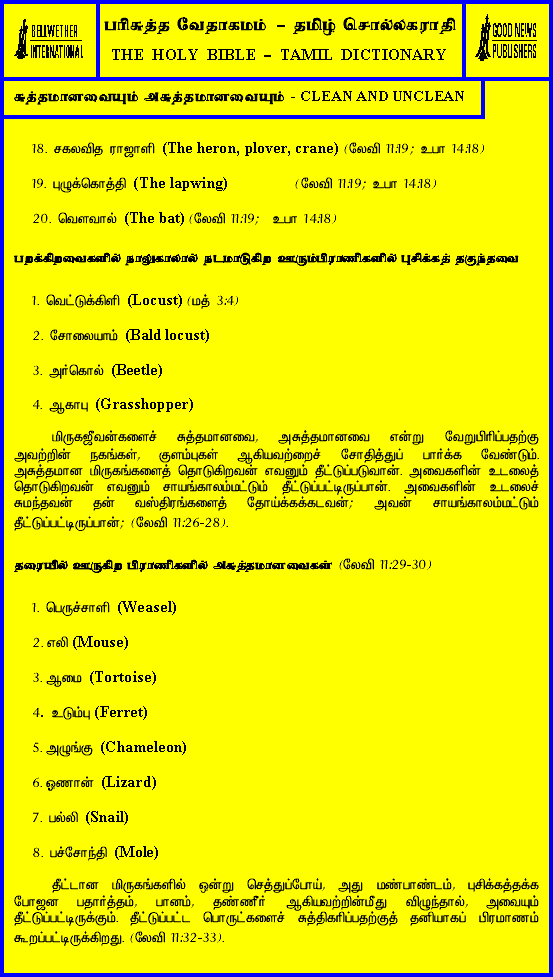 BELLWETHER
INTERNATIONAL
பரிசுத்த வேதாகமம் – தமிழ் சொல்லகராதி
THE HOLY BIBLE – TAMIL DICTIONARY
GOOD NEWS
PUBLISHERS
சுத்தமானவையும் அசுத்தமானவையும் - CLEAN AND UNCLEAN
18. சகலவித ராஜாளி (The heron, plover, crane) (லேவி 11:19; உபா 14:18)
19. புழுக்கொத்தி (The lapwing) (லேவி 11:19; உபா 14:18)
20. வௌவால் (The bat) (லேவி 11:19; உபா 14:18)
பறக்கிறவைகளில் நாலுகாலால் நடமாடுகிற ஊரும்பிராணிகளில் புசிக்கத் தகுந்தவை
1. வெட்டுக்கிளி (Locust) (மத் 3:4)
2. சோலையாம் (Bald locust)
3. அர்கொல் (Beetle)
4. ஆகாபு (Grasshopper)
மிருகஜீவன்களைச் சுத்தமானவை, அசுத்தமானவை என்று வேறுபிரிப்பதற்கு
அவற்றின் நகங்கள், குளம்புகள் ஆகியவற்றைச் சோதித்துப் பார்க்க வேண்டும்.
அசுத்தமான மிருகங்களைத் தொடுகிறவன் எவனும் தீட்டுப்படுவான். அவைகளின் உடலைத்
தொடுகிறவன் எவனும் சாயங்காலம்மட்டும் தீட்டுப்பட்டிருப்பான். அவைகளின் உடலைச்
சுமந்தவன் தன் வஸ்திரங்களைத் தோய்க்கக்கடவன்; அவன் சாயங்காலம்மட்டும்
தீட்டுப்பட்டிருப்பான்; (லேவி 11:26-28).
தரையில் ஊருகிற பிராணிகளில் அசுத்தமானவைகள் (லேவி 11:29-30)
1. பெருச்சாளி (Weasel)
2. எலி (Mouse)
3. ஆமை (Tortoise)
4. உடும்பு (Ferret)
5. அழுங்கு (Chameleon)
6. ஓணான் (Lizard)
7. பல்லி (Snail)
8. பச்சோந்தி (Mole)
தீட்டான மிருகங்களில் ஒன்று செத்துப்போய், அது மண்பாண்டம், புசிக்கத்தக்க
போஜன பதார்த்தம், பானம், தண்ணீர் ஆகியவற்றின்மீது விழுந்தால், அவையும்
தீட்டுப்பட்டிருக்கும். தீட்டுப்பட்ட பொருட்களைச் சுத்திகரிப்பதற்குத் தனியாகப் பிரமாணம்
கூறப்பட்டிருக்கிறது. (லேவி 11:32-33).